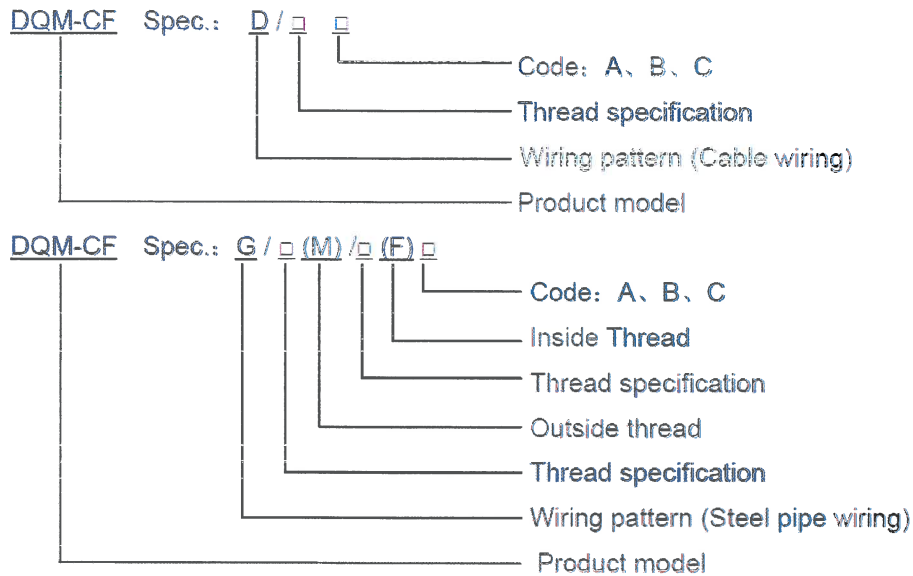 DQM-CF Spec.: D / □ □
Code: A、B、C
Thread specification
Wiring pattern (Cable wiring)
Product model
DQM-CF Spec.: G / □ (M) /□ (F) □
Code: A、B、C
Inside Thread
Thread specification
Outside thread
Thread specification
Wiring pattern (Steel pipe wiring)
Product model